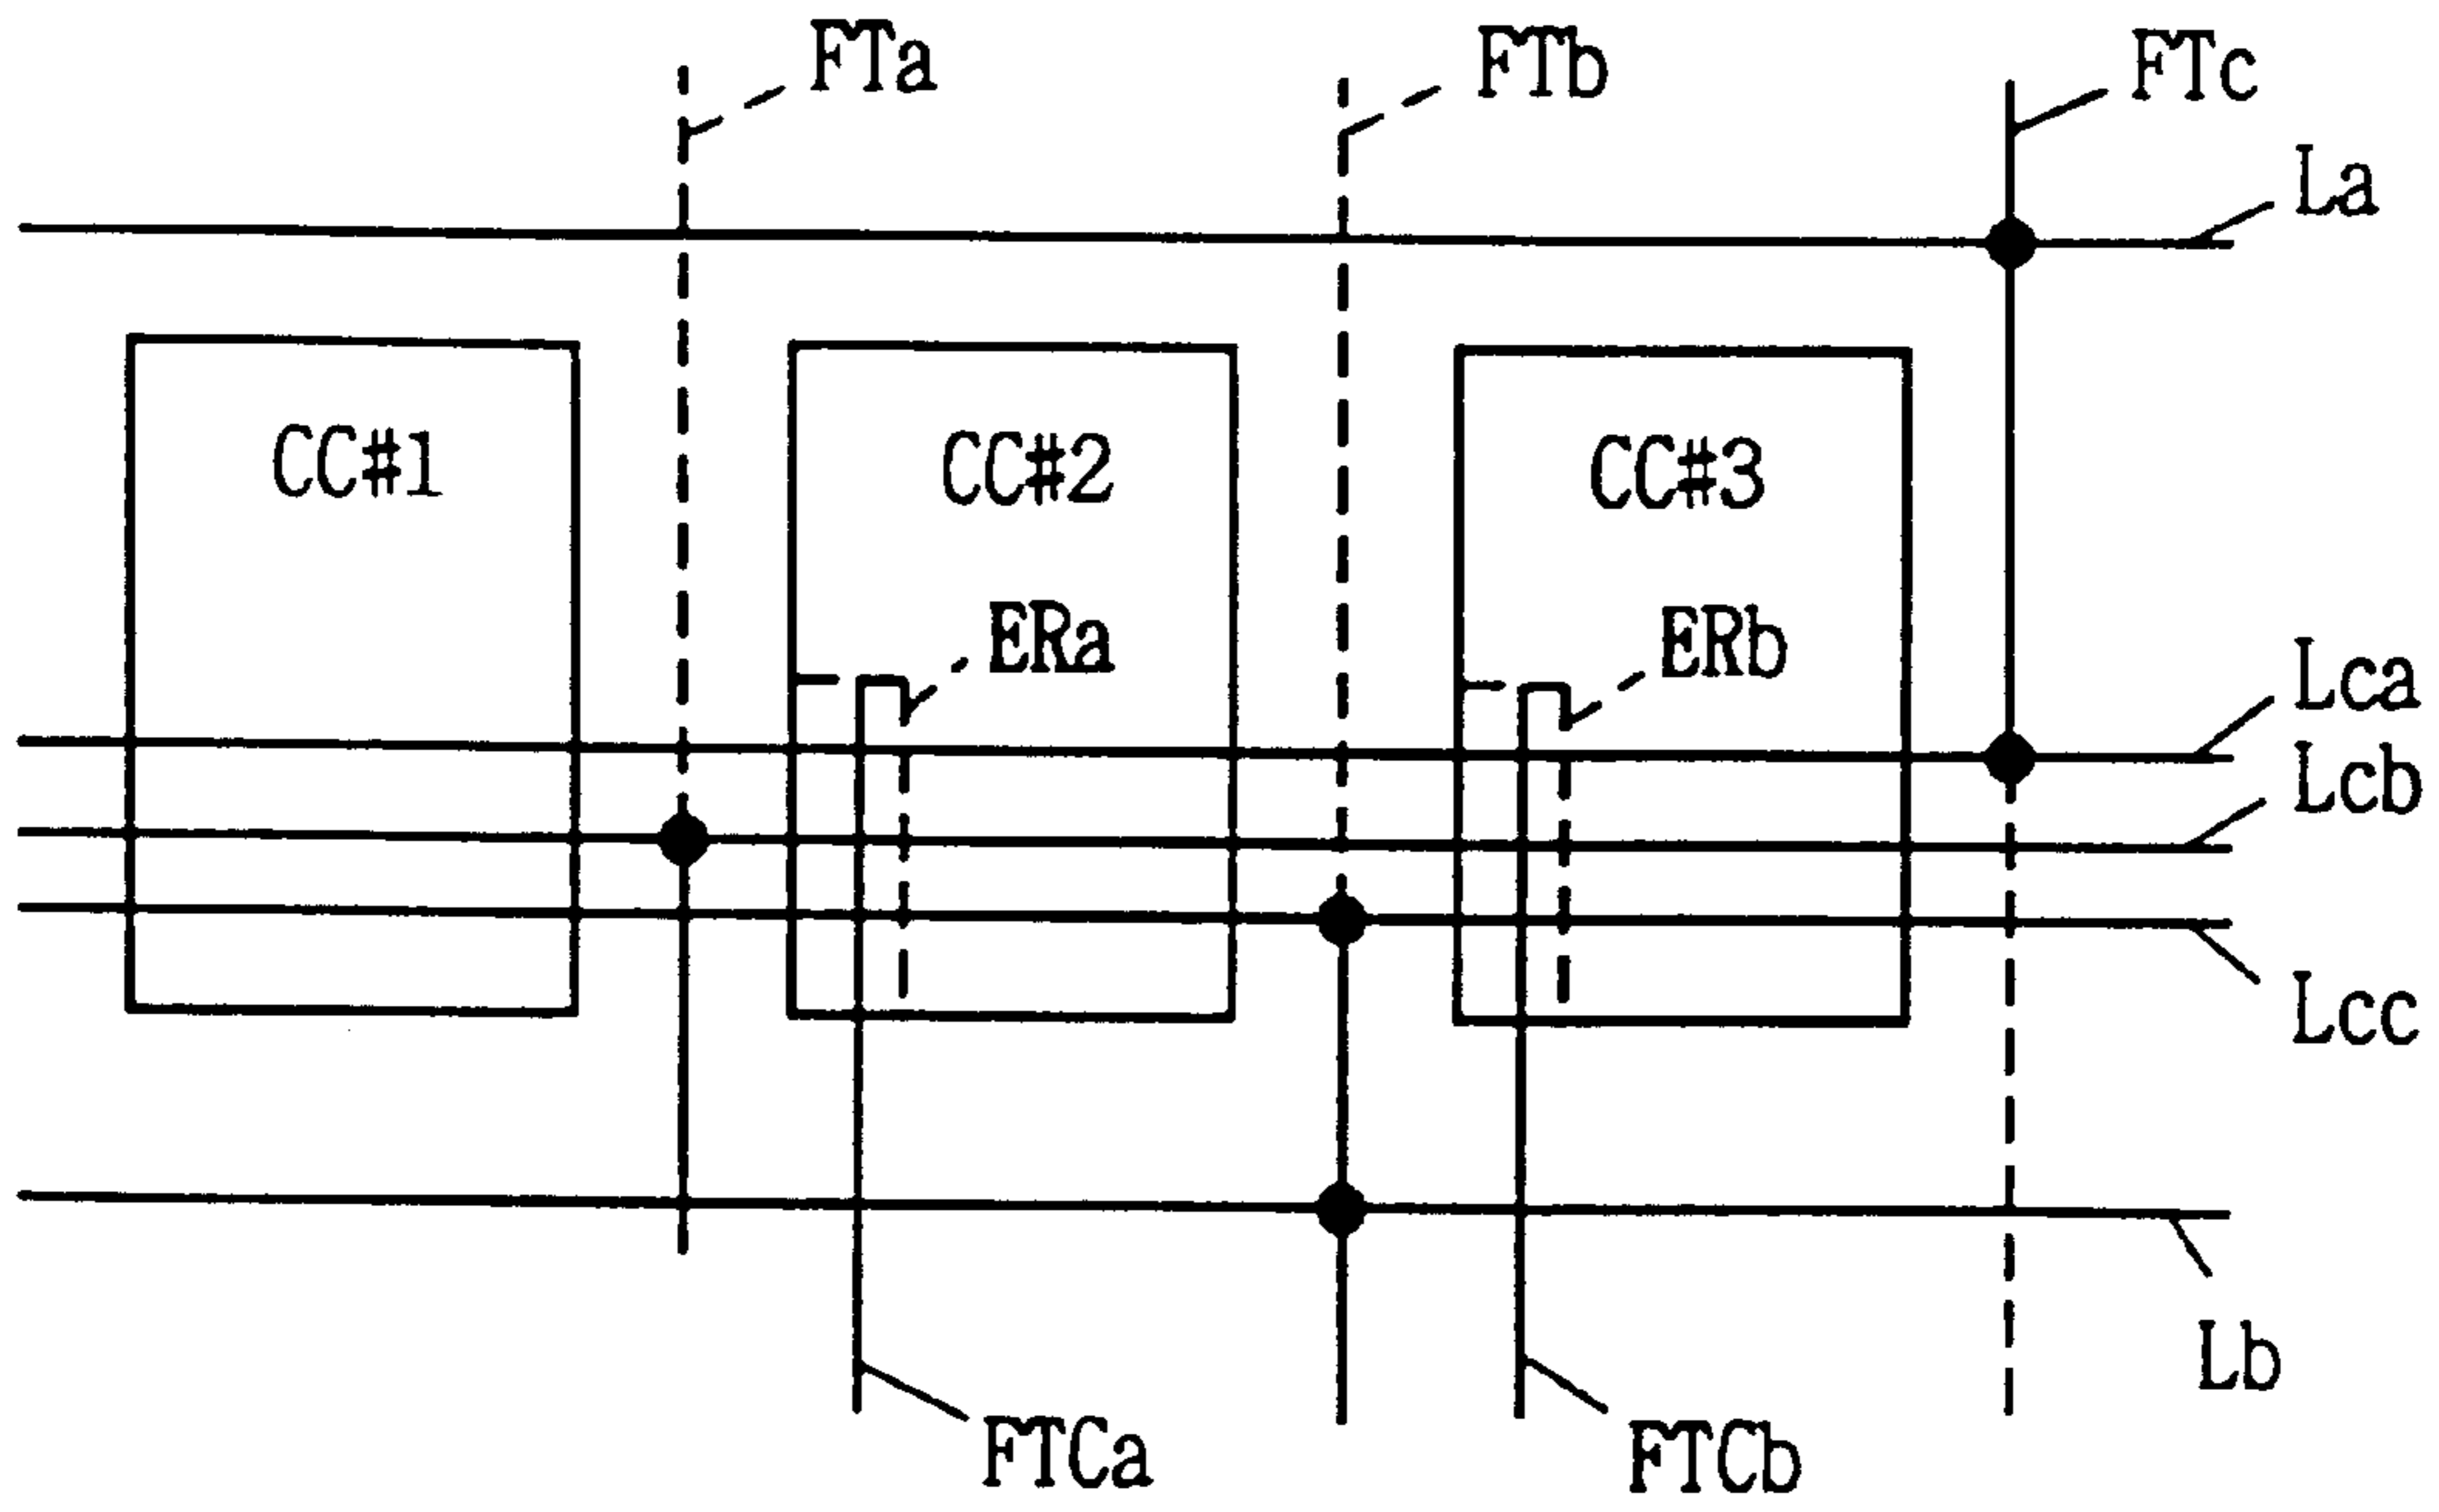 FTa
FTb
FTc
La
CC#1
CC#2
CC#3
ERa
ERb
Lca
Lcb
Lcc
Lb
FTCa
FTCb